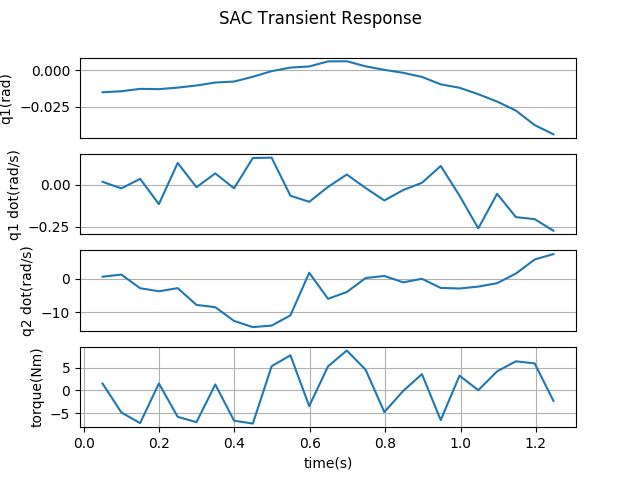 SAC Transient Response
q1(rad)
0.000
−0.025
q1 dot(rad/s)
0.00
−0.25
q2 dot(rad/s)
0
−10
torque(Nm)
5
0
−5
0.0 0.2 0.4 0.6 0.8 1.0 1.2
time(s)